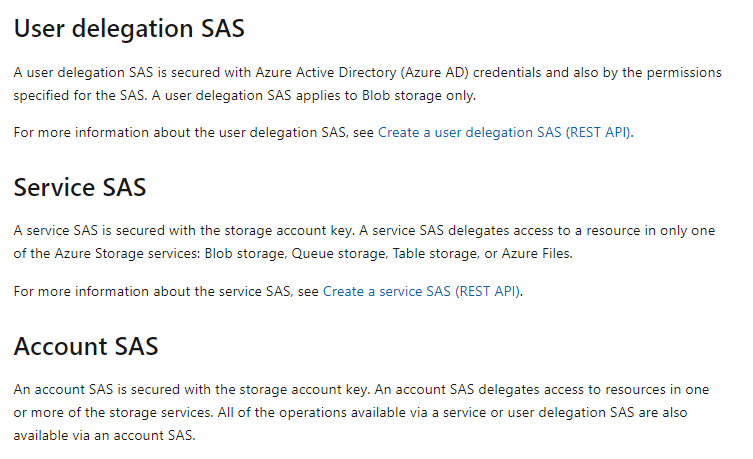 User delegation SAS
A user delegation SAS is secured with Azure Active Directory (Azure AD) credentials and also by the permissions
specified for the SAS. A user delegation SAS applies to Blob storage only.
For more information about the user delegation SAS, see Create a user delegation SAS (REST API).
Service SAS
A service SAS is secured with the storage account key. A service SAS delegates access to a resource in only one
of the Azure Storage services: Blob storage, Queue storage, Table storage, or Azure Files.
For more information about the service SAS, see Create a service SAS (REST API).
Account SAS
An account SAS is secured with the storage account key. An account SAS delegates access to resources in one
or more of the storage services. All of the operations available via a service or user delegation SAS are also
available via an account SAS.